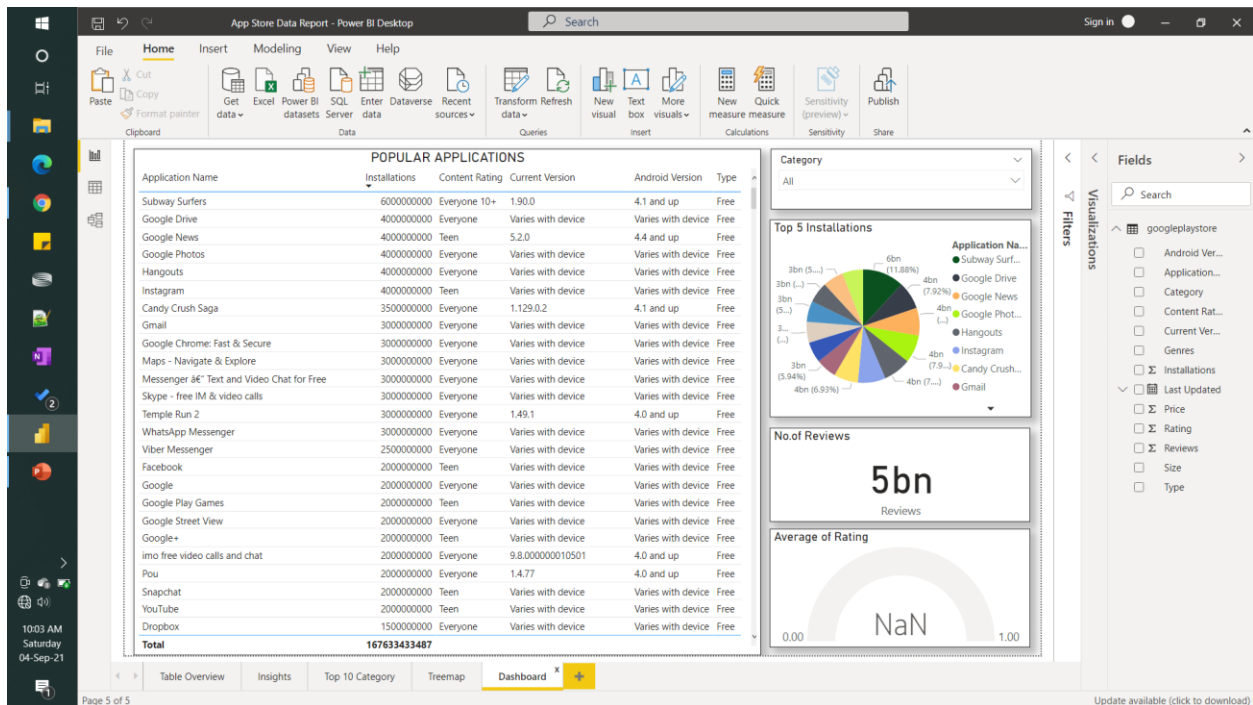 App Store Data Report - Power BI Desktop
Search
Sign in
File Home Insert Modeling View Help
Paste
Cut
Copy
Format painter
Get data
Excel
Power BI datasets
SQL Server
Enter data
Dataverse
Recent sources
Transform data
Refresh
New visual
Text box
More visuals
New measure
Quick measure
Sensitivity (preview)
Publish
Clipboard
Data
Queries
Insert
Calculations
Sensitivity
Share
POPULAR APPLICATIONS
Application Name Installations Content Rating Current Version Android Version Type
Subway Surfers 6000000000 Everyone 10+ 1.90.0 4.1 and up Free
Google Drive 4000000000 Everyone Varies with device Varies with device Free
Google News 4000000000 Teen 5.2.0 4.4 and up Free
Google Photos 4000000000 Everyone Varies with device Varies with device Free
Hangouts 4000000000 Everyone Varies with device Varies with device Free
Instagram 4000000000 Teen Varies with device Varies with device Free
Candy Crush Saga 3500000000 Everyone 1.129.0.2 4.1 and up Free
Gmail 3000000000 Everyone Varies with device Varies with device Free
Google Chrome: Fast & Secure 3000000000 Everyone Varies with device Varies with device Free
Maps - Navigate & Explore 3000000000 Everyone Varies with device Varies with device Free
Messenger â€“ Text and Video Chat for Free 3000000000 Everyone Varies with device Varies with device Free
Skype - free IM & video calls 3000000000 Everyone Varies with device Varies with device Free
Temple Run 2 3000000000 Everyone 1.49.1 4.0 and up Free
WhatsApp Messenger 3000000000 Everyone Varies with device Varies with device Free
Viber Messenger 2500000000 Everyone Varies with device Varies with device Free
Facebook 2000000000 Teen Varies with device Varies with device Free
Google 2000000000 Everyone Varies with device Varies with device Free
Google Play Games 2000000000 Teen Varies with device Varies with device Free
Google Street View 2000000000 Everyone Varies with device Varies with device Free
Google+ 2000000000 Teen Varies with device Varies with device Free
imo free video calls and chat 2000000000 Everyone 9.8.000000010501 4.0 and up Free
Pou 2000000000 Everyone 1.4.77 4.0 and up Free
Snapchat 2000000000 Teen Varies with device Varies with device Free
YouTube 2000000000 Teen Varies with device Varies with device Free
Dropbox 1500000000 Everyone Varies with device Varies with device Free
Total 167633433487
Category
All
Top 5 Installations
6bn
(11.88%)
4bn
(7.92%)
4bn
(...)
4bn
(7.9...)
4bn (7....)
4bn (6.93%)
3bn
(5.94%)
3...
(...)
3bn
(5...)
3bn (...)
3bn (5....)
Application Na...
Subway Surf...
Google Drive
Google News
Google Phot...
Hangouts
Instagram
Candy Crush...
Gmail
No.of Reviews
5bn
Reviews
Average of Rating
NaN
0.00
1.00
Filters
Visualizations
Fields
Search
googleplaystore
Android Ver...
Application...
Category
Content Rat...
Current Ver...
Genres
Σ Installations
Last Updated
Σ Price
Σ Rating
Σ Reviews
Size
Type
2
10:03 AM
Saturday
04-Sep-21
1
Table Overview Insights Top 10 Category Treemap Dashboard x +
Page 5 of 5
Update available (click to download)